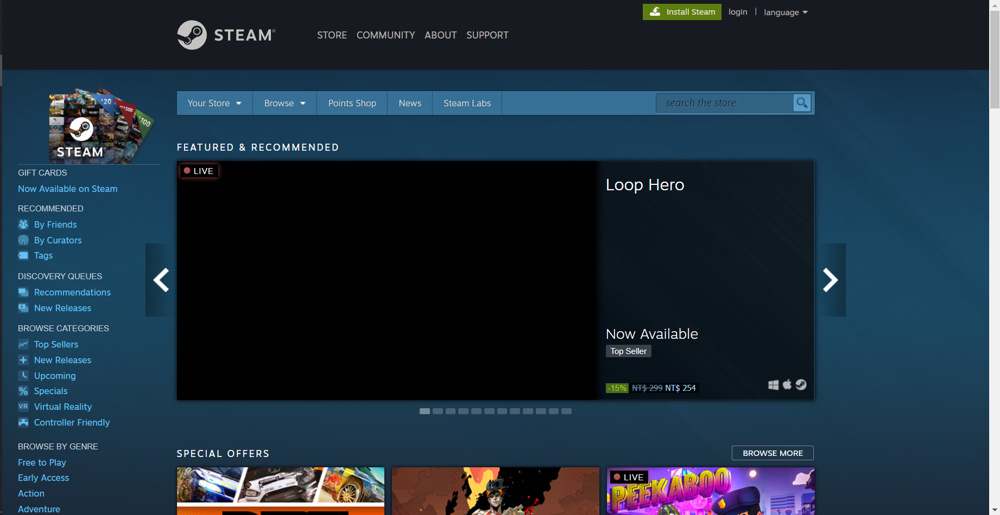 Install Steam
login
language
STEAM®
STORE
COMMUNITY
ABOUT
SUPPORT
$20
$500
£100
STEAM®
Your Store
Browse
Points Shop
News
Steam Labs
search the store
FEATURED & RECOMMENDED
GIFT CARDS
Now Available on Steam
RECOMMENDED
By Friends
By Curators
Tags
DISCOVERY QUEUES
Recommendations
New Releases
BROWSE CATEGORIES
Top Sellers
New Releases
Upcoming
Specials
VR Virtual Reality
Controller Friendly
BROWSE BY GENRE
Free to Play
Early Access
Action
Adventure
LIVE
Loop Hero
Now Available
Top Seller
-15% NT$ 299 NT$ 254
SPECIAL OFFERS
BROWSE MORE
LIVE
PEEKABOO